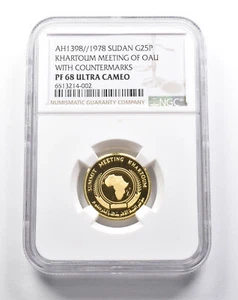 AH1398//1978 SUDAN G25P
KHARTOUM MEETING OF OAU
WITH COUNTERMARKS
PF 68 ULTRA CAMEO
6513214-002
NUMISMATIC GUARANTY COMPANY
NGC
SUMMIT MEETING KHARTOUM